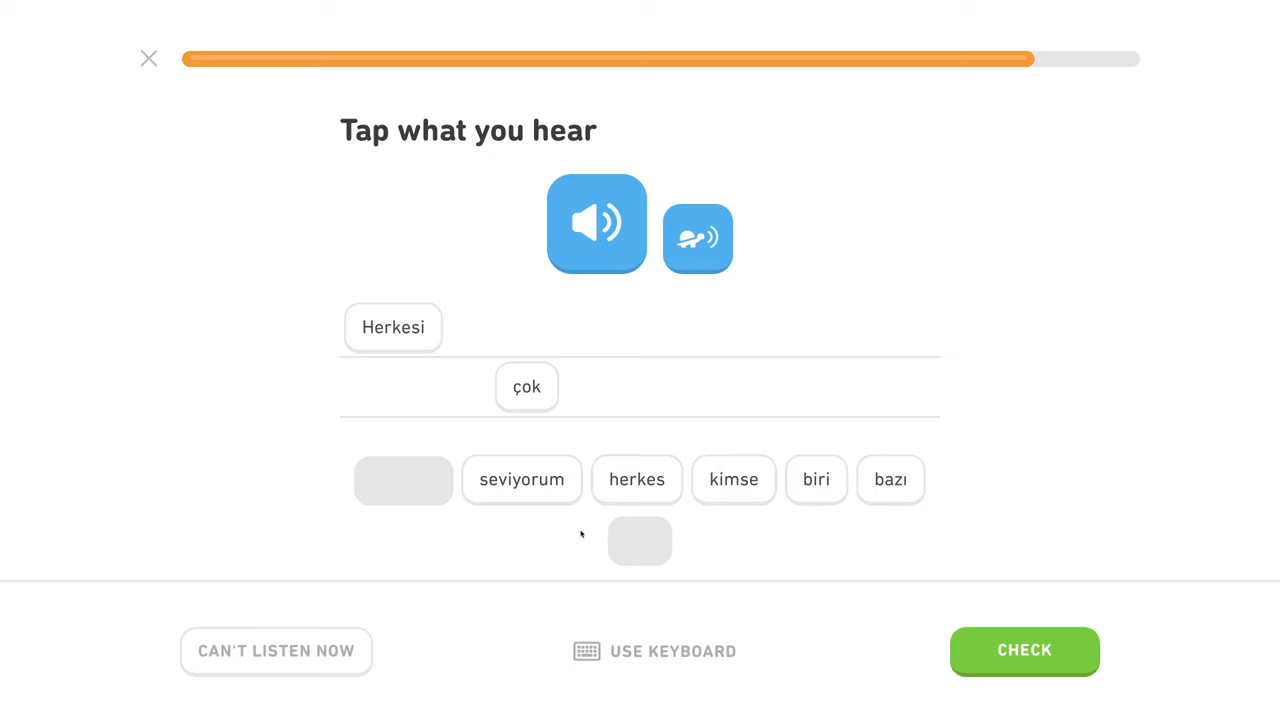 Tap what you hear
Herkesi
çok
seviyorum herkes kimse biri bazı
CAN'T LISTEN NOW USE KEYBOARD CHECK